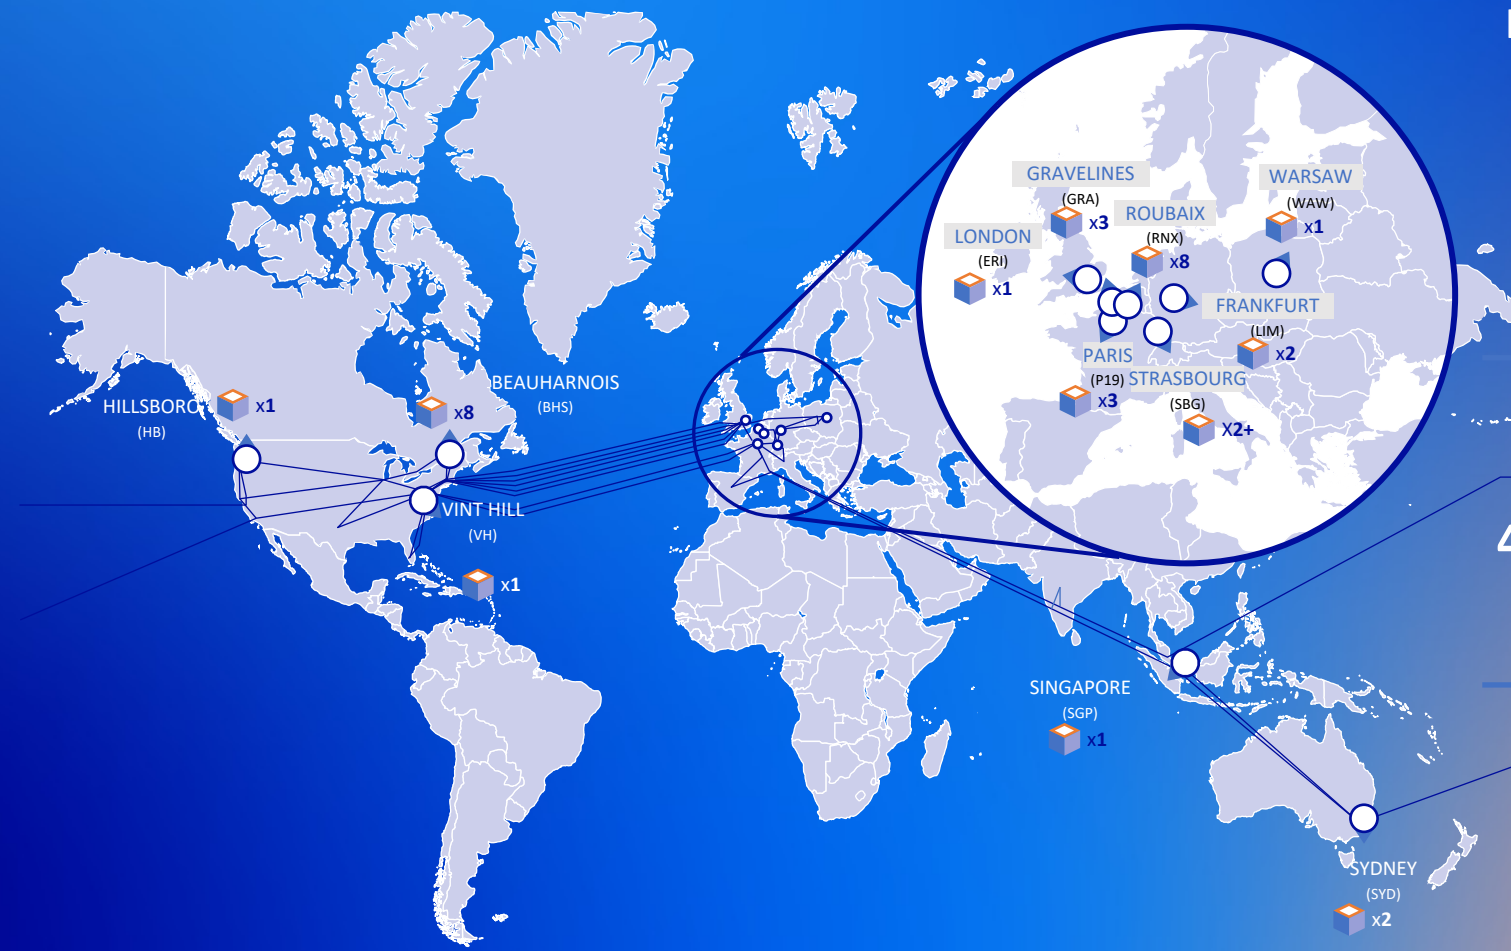 GRAVELINES
(GRA)
x3
ROUBAIX
(RNX)
x8
WARSAW
(WAW)
x1
LONDON
(ERI)
x1
FRANKFURT
(LIM)
x2
PARIS
(P19)
x3
STRASBOURG
(SBG)
X2+
HILLSBORO
(HB)
x1
BEAUHARNOIS
(BHS)
x8
VINT HILL
(VH)
x1
SINGAPORE
(SGP)
x1
SYDNEY
(SYD)
x2